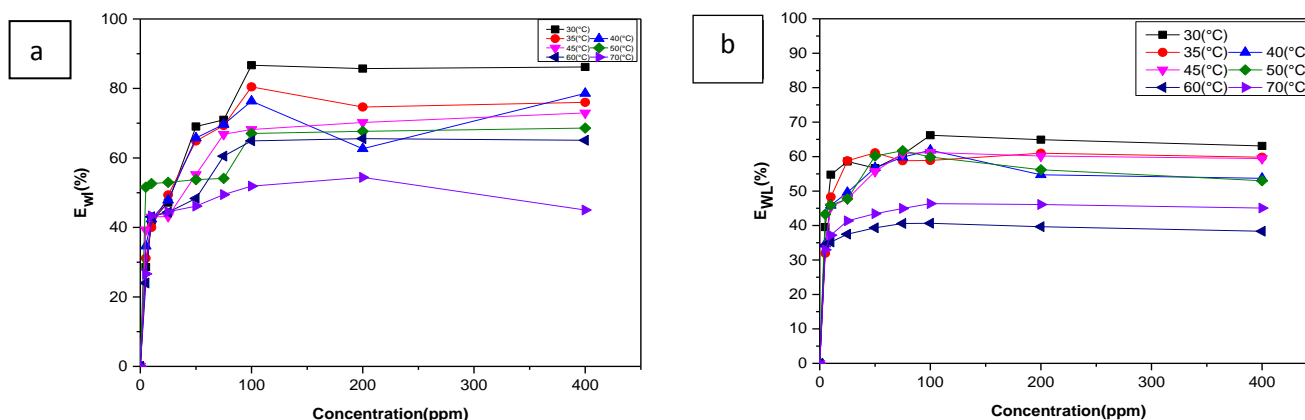 a
100
80
60
40
20
0
E_wl(%)
0 100 200 300 400
Concentration(ppm)
30(°C)
35(°C) 40(°C)
45(°C) 50(°C)
60(°C) 70(°C)
b
100
90
80
70
60
50
40
30
20
10
0
E_WL(%)
0 100 200 300 400
Concentration(ppm)
30(°C)
35(°C) 40(°C)
45(°C) 50(°C)
60(°C) 70(°C)